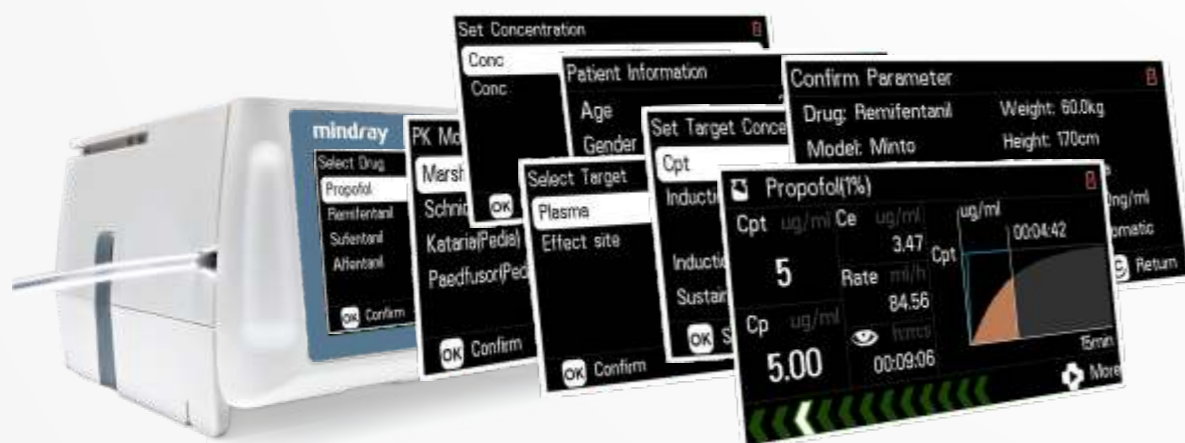 mindray
Select Drug
Propofol
Remifentanil
Sufentanil
Alfentanil
OK Confirm
PK Mo
Marsh
Schni
Kataria(Pedia)
Paedfusor(Ped
OK Confirm
Set Concentration
Conc
Conc
OK
Patient Information
Age
Gender
Select Target
Plasma
Effect site
OK Confirm
Set Target Conce
Cpt
Inducti
Inducti
Sustain
OK S
Confirm Parameter
Drug: Remifentanil Weight: 60.0kg
Model: Minto Height: 170cm
0ng/ml
omatic
C Return
Propofol(1%)
Cpt ug/ml Ce ug/ml
5 3.47
Rate ml/h
84.56
Cp ug/ml
5.00 00:09:06
ug/ml
00:04:42
Cpt
15min
More